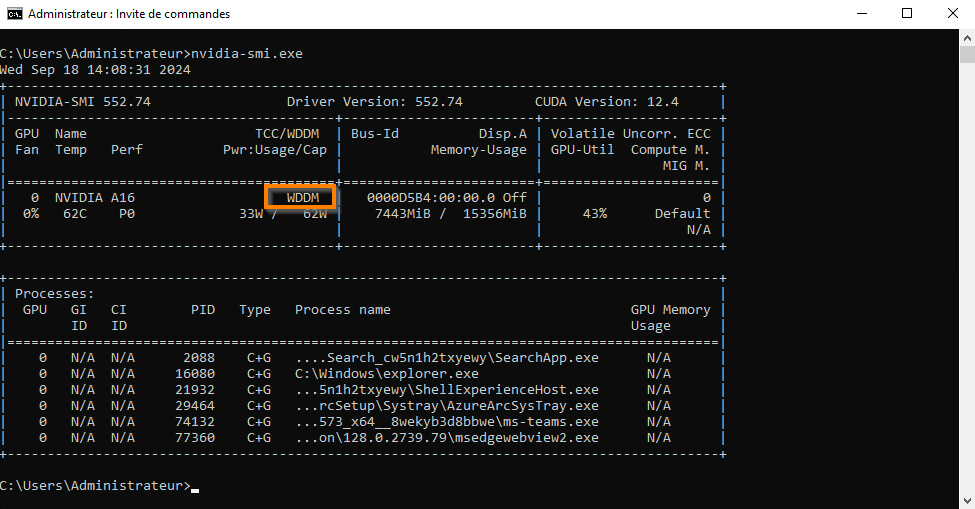 Administrateur : Invite de commandes
C:\Users\Administrateur>nvidia-smi.exe
Wed Sep 18 14:08:31 2024
NVIDIA-SMI 552.74 Driver Version: 552.74 CUDA Version: 12.4
GPU Name TCC/WDDM | Bus-Id Disp.A | Volatile Uncorr. ECC
Fan Temp Perf Pwr:Usage/Cap | Memory-Usage | GPU-Util Compute M.
MIG M.
0 NVIDIA A16 WDDM | 0000D5B4:00:00.0 Off | 0
0% 62C P0 33W / 62W | 7443MiB / 15356MiB | 43% Default
N/A
Processes:
GPU GI CI PID Type Process name GPU Memory
ID ID Usage
0 N/A N/A 2088 C+G ....Search_cw5n1h2txyewy\SearchApp.exe N/A
0 N/A N/A 16080 C+G C:\Windows\explorer.exe N/A
0 N/A N/A 21932 C+G ...5n1h2txyewy\ShellExperienceHost.exe N/A
0 N/A N/A 29464 C+G ...rcSetup\Systray\AzureArcSysTray.exe N/A
0 N/A N/A 74132 C+G ...573_x64__8wekyb3d8bbwe\ms-teams.exe N/A
0 N/A N/A 77360 C+G ...on\128.0.2739.79\msedgewebview2.exe N/A
C:\Users\Administrateur>